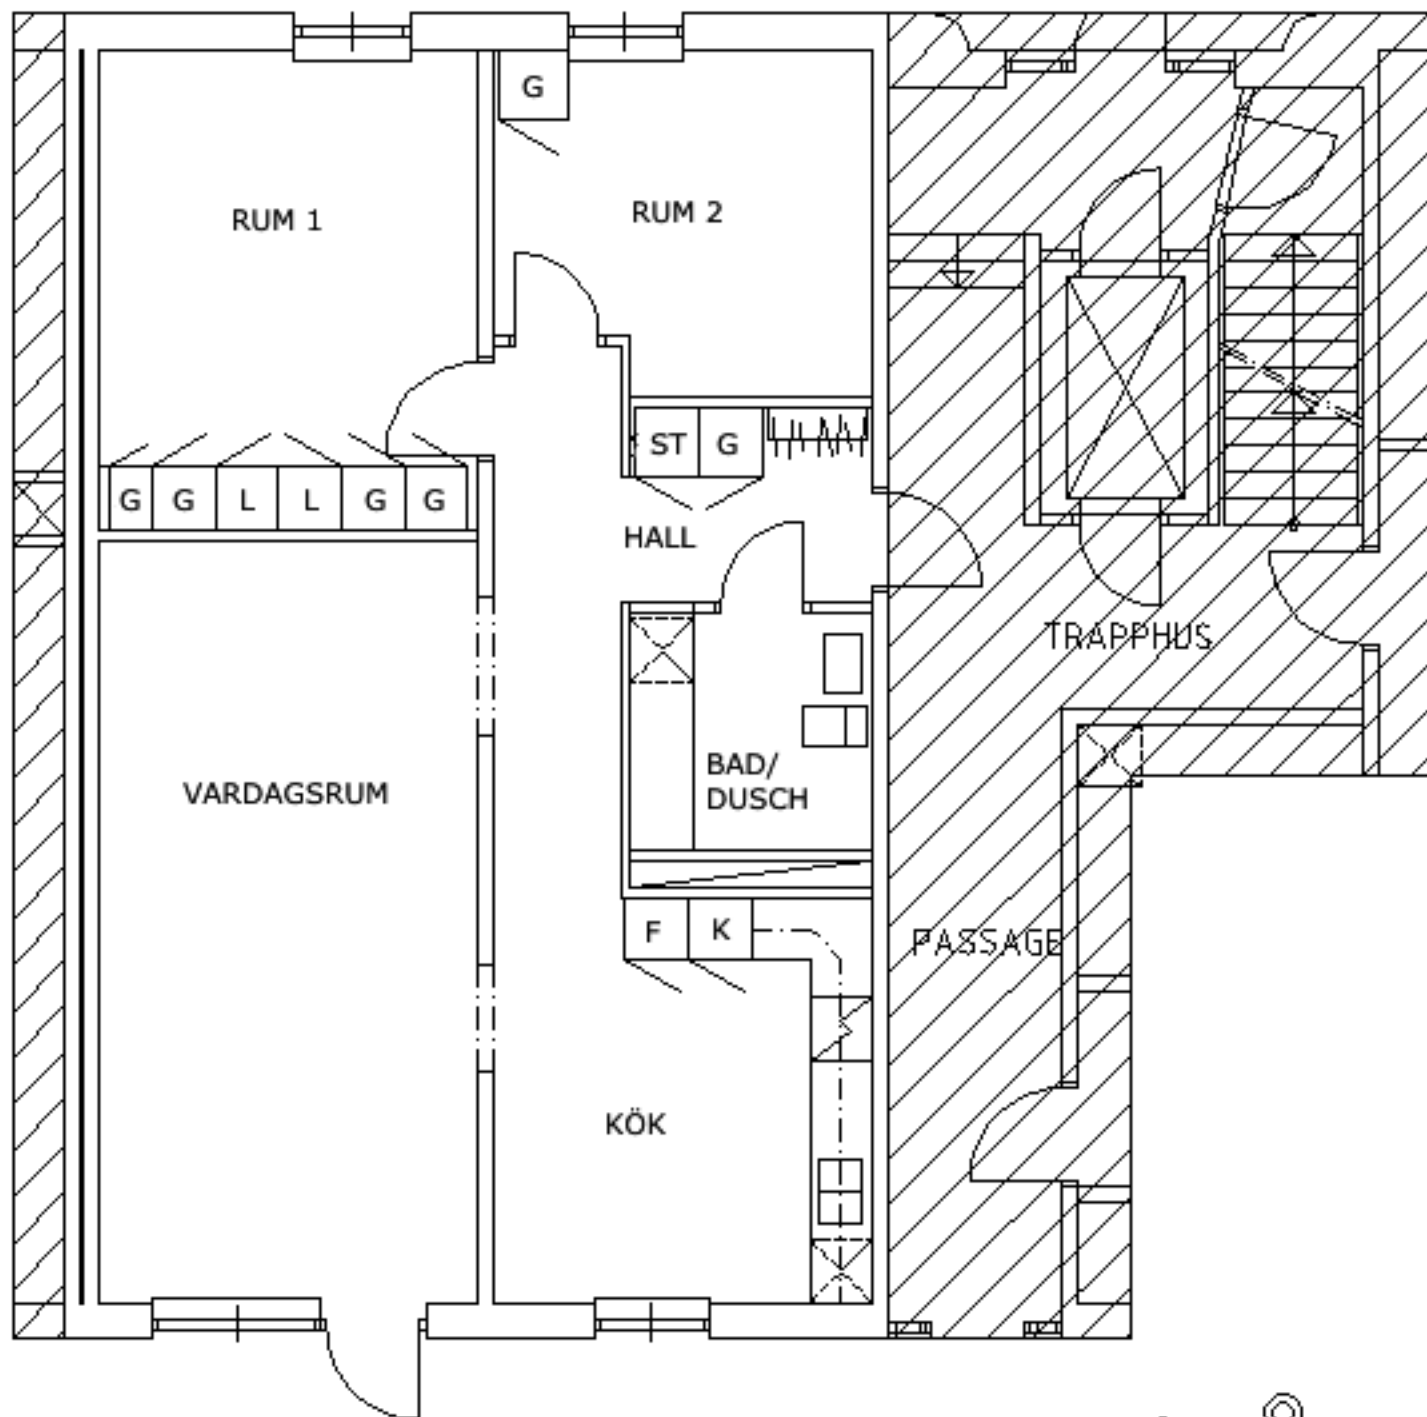 G
RUM 1
RUM 2
ST G
G G L L G G
HALL
TRAPPHUS
VARDAGSRUM
BAD/
DUSCH
F K
PASSAGE
KÖK